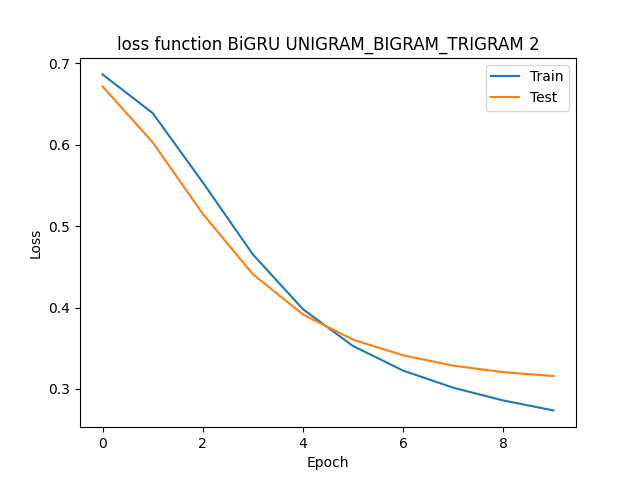 loss function BiGRU UNIGRAM_BIGRAM_TRIGRAM 2
Train
Test
Loss
0.7
0.6
0.5
0.4
0.3
0 2 4 6 8
Epoch